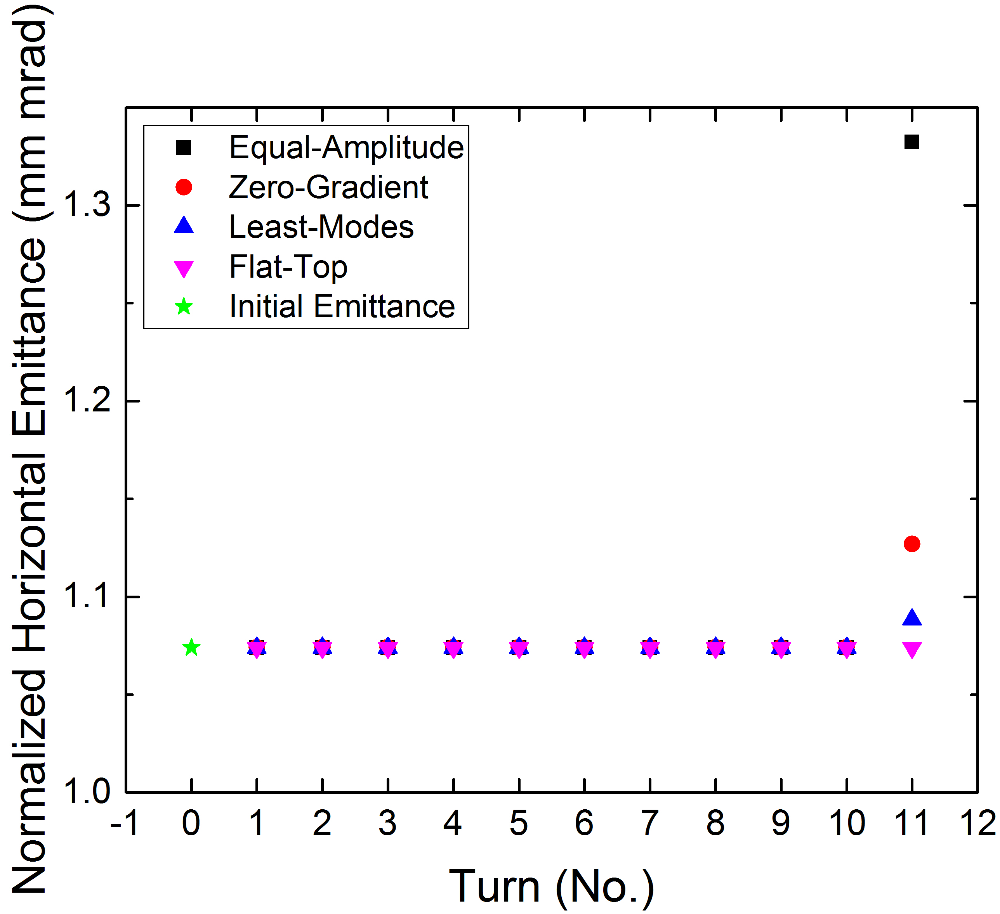 Normalized Horizontal Emittance (mm mrad)
Equal-Amplitude
Zero-Gradient
Least-Modes
Flat-Top
Initial Emittance
1.3
1.2
1.1
1.0
-1 0 1 2 3 4 5 6 7 8 9 10 11 12
Turn (No.)